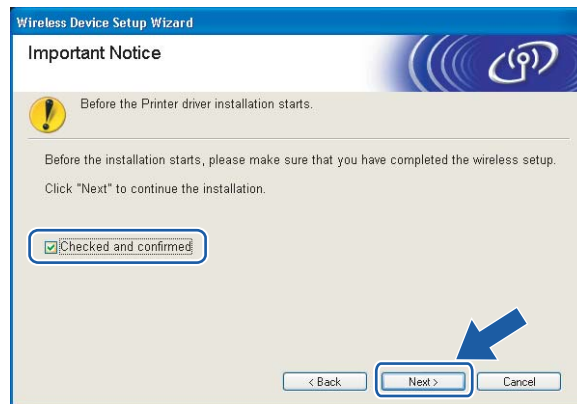 Wireless Device Setup Wizard
Important Notice
Before the Printer driver installation starts.
Before the installation starts, please make sure that you have completed the wireless setup.
Click "Next" to continue the installation.
Checked and confirmed
< Back
Next >
Cancel